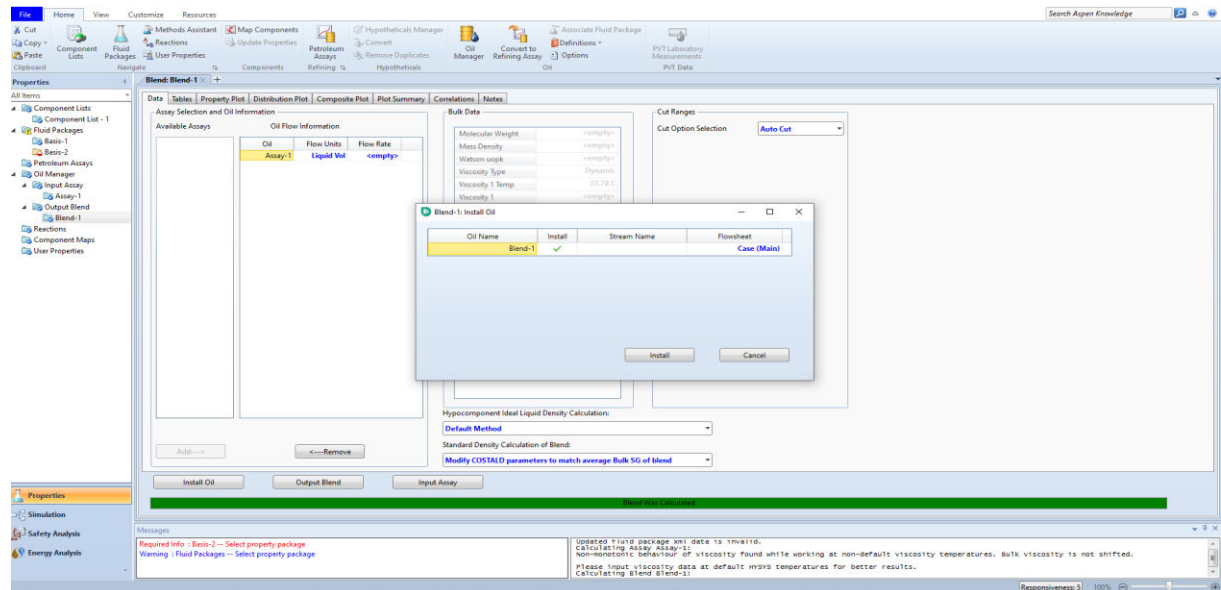 File Home View Customize Resources Search Aspen Knowledge
Cut
Copy
Paste
Component Lists
Fluid Packages
Methods Assistant
Reactions
User Properties
Map Components
Update Properties
Petroleum Assays
Hypotheticals Manager
Convert
Remove Duplicates
Oil Manager
Convert to Refining Assay
Associate Fluid Package
Definitions
Options
PVT Laboratory Measurements
Clipboard Navigate Components Refining Hypotheticals Oil PVT Data
Properties
All Items
Component Lists
Component List - 1
Fluid Packages
Basis-1
Basis-2
Petroleum Assays
Oil Manager
Input Assay
Assay-1
Output Blend
Blend-1
Reactions
Component Maps
User Properties
Properties
Simulation
Safety Analysis
Energy Analysis
Blend: Blend-1 × +
Data Tables Property Plot Distribution Plot Composite Plot Plot Summary Correlations Notes
Assay Selection and Oil Information
Available Assays Oil Flow Information
Oil Flow Units Flow Rate
Assay-1 Liquid Vol <empty>
Add---> <---Remove
Bulk Data
Molecular Weight <empty>
Mass Density <empty>
Watson uopk <empty>
Viscosity Type Dynamic
Viscosity 1 Temp 37,78 C
Viscosity 1 <empty>
Cut Ranges
Cut Option Selection Auto Cut
Blend-1: Install Oil
Oil Name Install Stream Name Flowsheet
Blend-1 Case (Main)
Install Cancel
Hypocomponent Ideal Liquid Density Calculation:
Default Method
Standard Density Calculation of Blend:
Modify COSTALD parameters to match average Bulk SG of blend
Install Oil Output Blend Input Assay
Blend Was Calculated
Messages
Required Info : Basis-2 -- Select property package
Warning : Fluid Packages -- Select property package
Updated fluid package xml data is invalid.
Calculating Assay Assay-1:
Non-monotonic behaviour of viscosity found while working at non-default viscosity temperatures. Bulk viscosity is not shifted.
Please input viscosity data at default HYSYS temperatures for better results.
Calculating Blend Blend-1:
Responsiveness: 5 100%